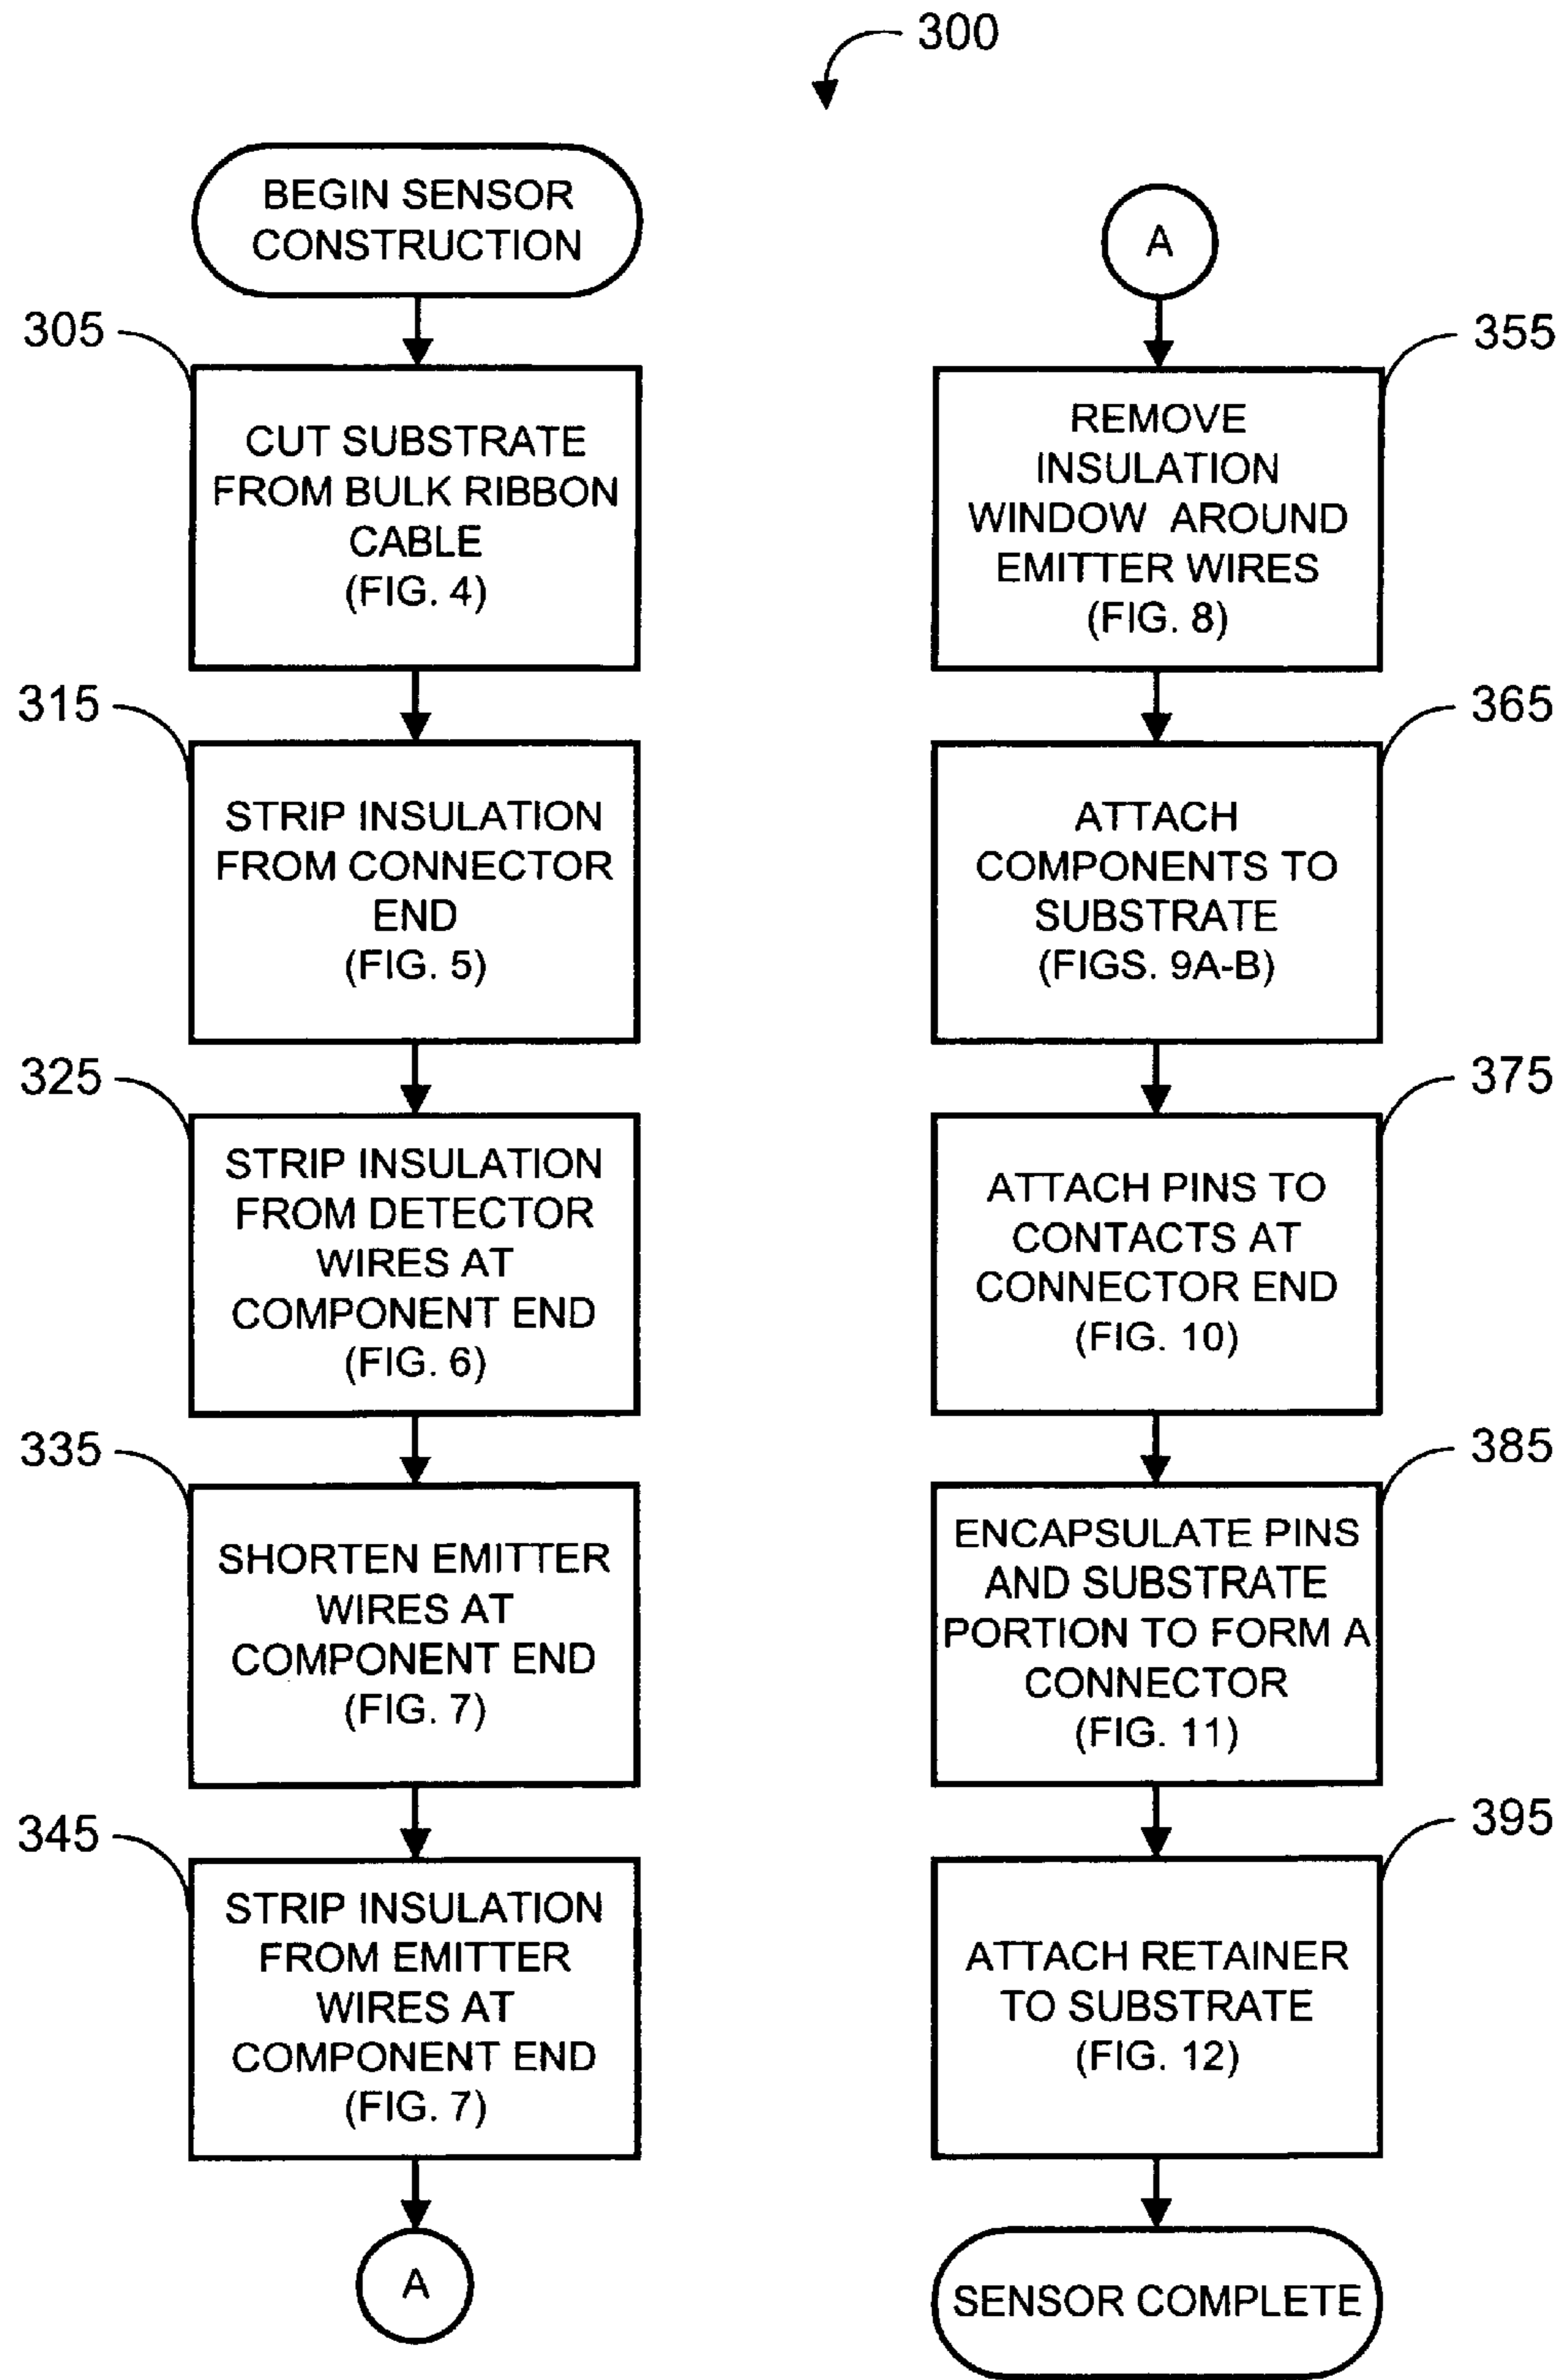 300
BEGIN SENSOR
CONSTRUCTION
305
CUT SUBSTRATE
FROM BULK RIBBON
CABLE
(FIG. 4)
315
STRIP INSULATION
FROM CONNECTOR
END
(FIG. 5)
325
STRIP INSULATION
FROM DETECTOR
WIRES AT
COMPONENT END
(FIG. 6)
335
SHORTEN EMITTER
WIRES AT
COMPONENT END
(FIG. 7)
345
STRIP INSULATION
FROM EMITTER
WIRES AT
COMPONENT END
(FIG. 7)
A
A
355
REMOVE
INSULATION
WINDOW AROUND
EMITTER WIRES
(FIG. 8)
365
ATTACH
COMPONENTS TO
SUBSTRATE
(FIGS. 9A-B)
375
ATTACH PINS TO
CONTACTS AT
CONNECTOR END
(FIG. 10)
385
ENCAPSULATE PINS
AND SUBSTRATE
PORTION TO FORM A
CONNECTOR
(FIG. 11)
395
ATTACH RETAINER
TO SUBSTRATE
(FIG. 12)
SENSOR COMPLETE